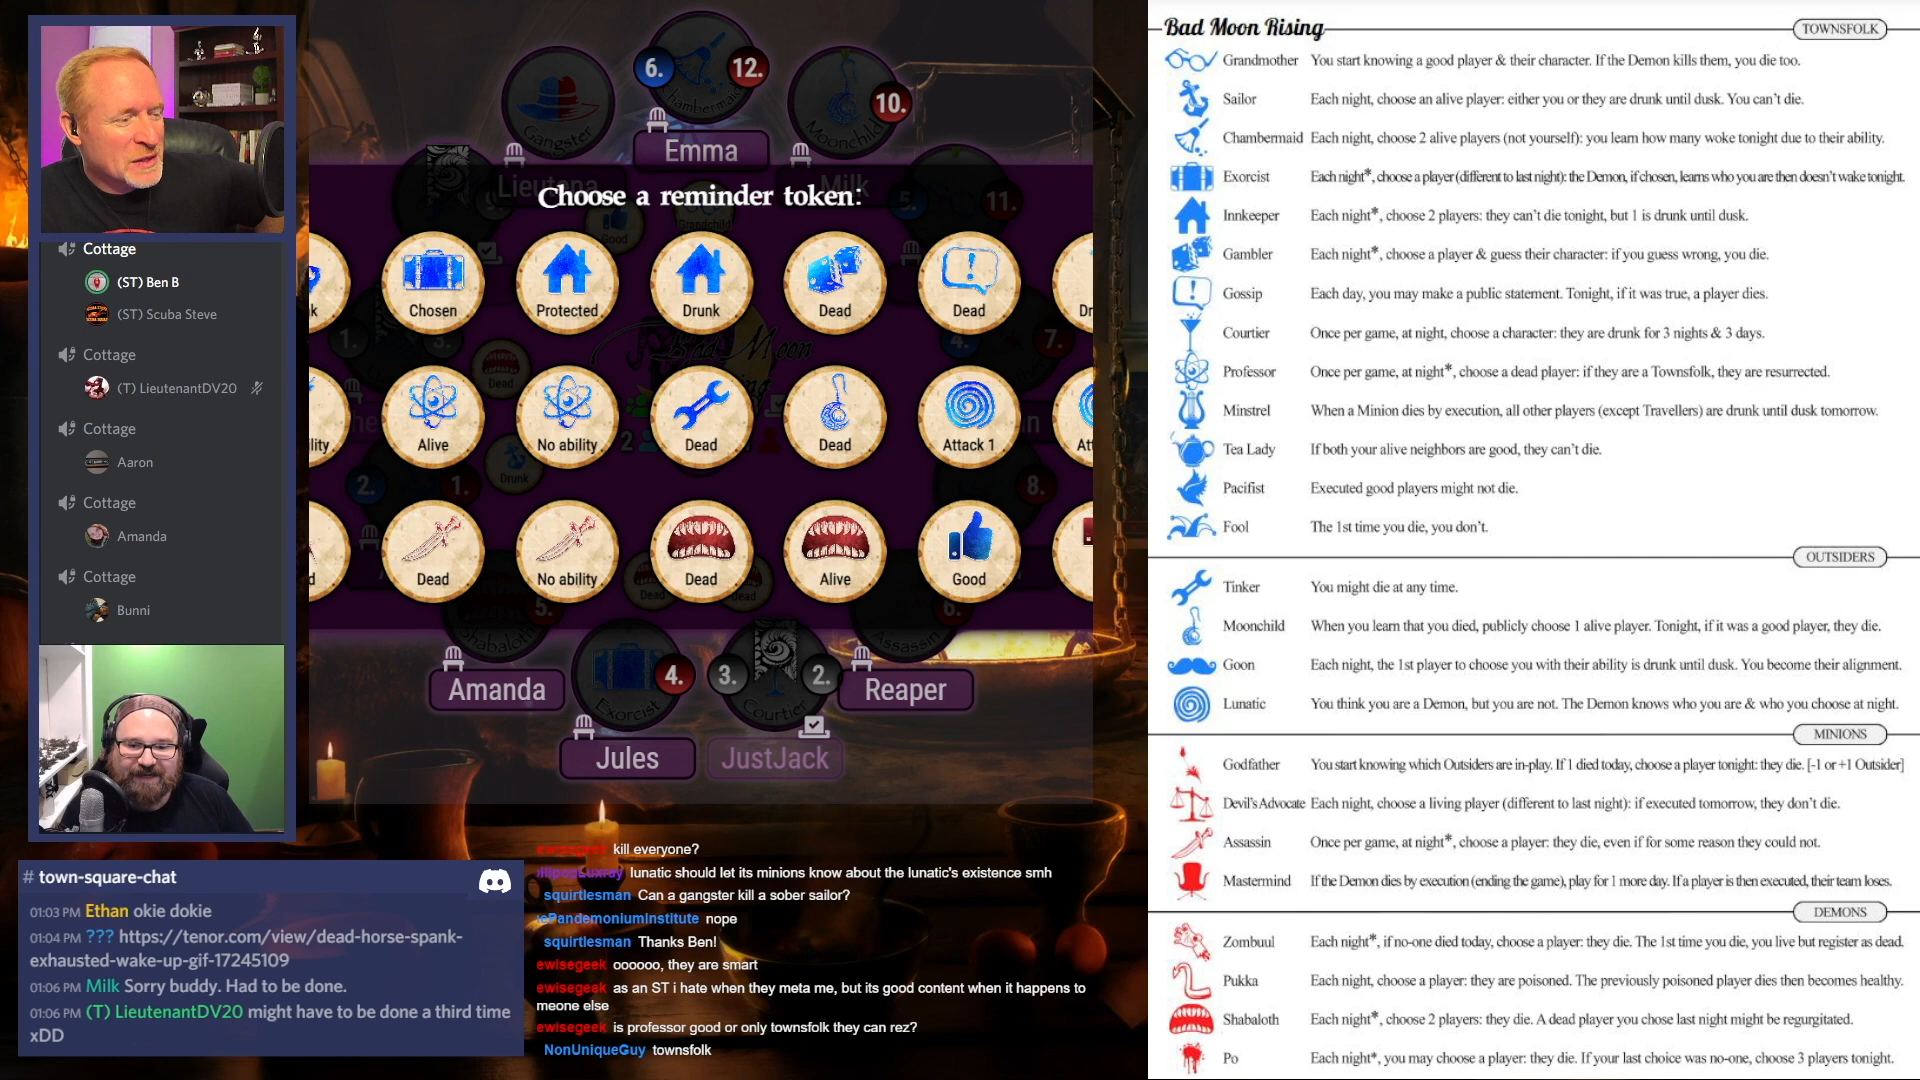 Cottage
(ST) Ben B
(ST) Scuba Steve
Cottage
(T) LieutenantDV20
Cottage
Aaron
Cottage
Amanda
Cottage
Bunni
# town-square-chat
01:03 PM Ethan okie dokie
01:04 PM ??? https://tenor.com/view/dead-horse-spank-
exhausted-wake-up-gif-17245109
01:06 PM Milk Sorry buddy. Had to be done.
01:06 PM (T) LieutenantDV20 might have to be done a third time
xDD
6. Chambermaid 12.
Gangster
Moonchild 10.
Emma
Milk
Choose a reminder token:
5. 11.
Good
Chosen
Protected
Drunk
Dead
Dead
1. 3. Dead 4. 7.
Bad Moon
Alive
No ability
Dead
Dead
Attack 1
2
2. 1. Drunk 8.
Dead
No ability
Dead
Alive
Good
Dead
5. 6.
Shabaloth
Assassin
Amanda
Exorcist 4.
3. Courtier 2.
Reaper
Jules
JustJack
ewisegeek kill everyone?
lunatic should let its minions know about the lunatic's existence smh
squirtlesman Can a gangster kill a sober sailor?
ePandemoniumInstitute nope
squirtlesman Thanks Ben!
ewisegeek oooooo, they are smart
ewisegeek as an ST i hate when they meta me, but its good content when it happens to
meone else
ewisegeek is professor good or only townsfolk they can rez?
NonUniqueGuy townsfolk
Bad Moon Rising
TOWNSFOLK
Grandmother You start knowing a good player & their character. If the Demon kills them, you die too.
Sailor Each night, choose an alive player: either you or they are drunk until dusk. You can't die.
Chambermaid Each night, choose 2 alive players (not yourself): you learn how many woke tonight due to their ability.
Exorcist Each night*, choose a player (different to last night): the Demon, if chosen, learns who you are then doesn't wake tonight.
Innkeeper Each night*, choose 2 players: they can't die tonight, but 1 is drunk until dusk.
Gambler Each night*, choose a player & guess their character: if you guess wrong, you die.
Gossip Each day, you may make a public statement. Tonight, if it was true, a player dies.
Courtier Once per game, at night, choose a character: they are drunk for 3 nights & 3 days.
Professor Once per game, at night*, choose a dead player: if they are a Townsfolk, they are resurrected.
Minstrel When a Minion dies by execution, all other players (except Travellers) are drunk until dusk tomorrow.
Tea Lady If both your alive neighbors are good, they can't die.
Pacifist Executed good players might not die.
Fool The 1st time you die, you don't.
OUTSIDERS
Tinker You might die at any time.
Moonchild When you learn that you died, publicly choose 1 alive player. Tonight, if it was a good player, they die.
Goon Each night, the 1st player to choose you with their ability is drunk until dusk. You become their alignment.
Lunatic You think you are a Demon, but you are not. The Demon knows who you are & who you choose at night.
MINIONS
Godfather You start knowing which Outsiders are in-play. If 1 died today, choose a player tonight: they die. [-1 or +1 Outsider]
Devil's Advocate Each night, choose a living player (different to last night): if executed tomorrow, they don't die.
Assassin Once per game, at night*, choose a player: they die, even if for some reason they could not.
Mastermind If the Demon dies by execution (ending the game), play for 1 more day. If a player is then executed, their team loses.
DEMONS
Zombuul Each night*, if no-one died today, choose a player: they die. The 1st time you die, you live but register as dead.
Pukka Each night, choose a player: they are poisoned. The previously poisoned player dies then becomes healthy.
Shabaloth Each night*, choose 2 players: they die. A dead player you chose last night might be regurgitated.
Po Each night*, you may choose a player: they die. If your last choice was no-one, choose 3 players tonight.